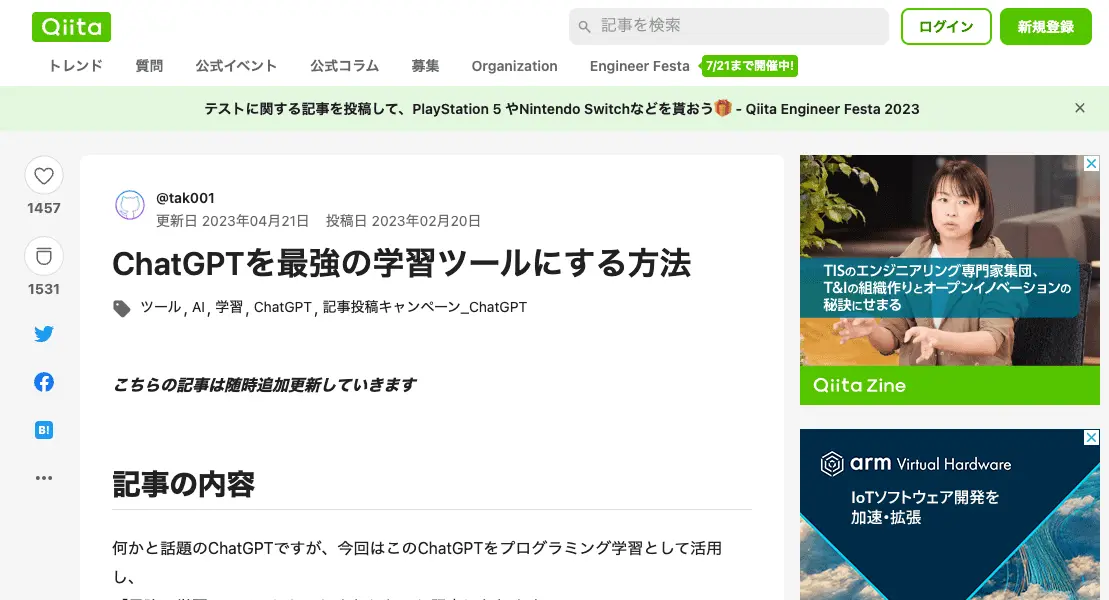 Qiita
記事を検索
ログイン
新規登録
トレンド 質問 公式イベント 公式コラム 募集 Organization Engineer Festa 7/21まで開催中!
テストに関する記事を投稿して、PlayStation 5 やNintendo Switchなどを貰おう🎁 - Qiita Engineer Festa 2023
1457
1531
B!
@tak001
更新日 2023年04月21日 投稿日 2023年02月20日
ChatGPTを最強の学習ツールにする方法
ツール, AI, 学習, ChatGPT, 記事投稿キャンペーン_ChatGPT
こちらの記事は随時追加更新していきます
記事の内容
何かと話題のChatGPTですが、今回はこのChatGPTをプログラミング学習として活用
し、
TISのエンジニアリング専門家集団、
T&Iの組織作りとオープンイノベーションの
秘訣にせまる
Qiita Zine
arm Virtual Hardware
IoTソフトウェア開発を
加速・拡張